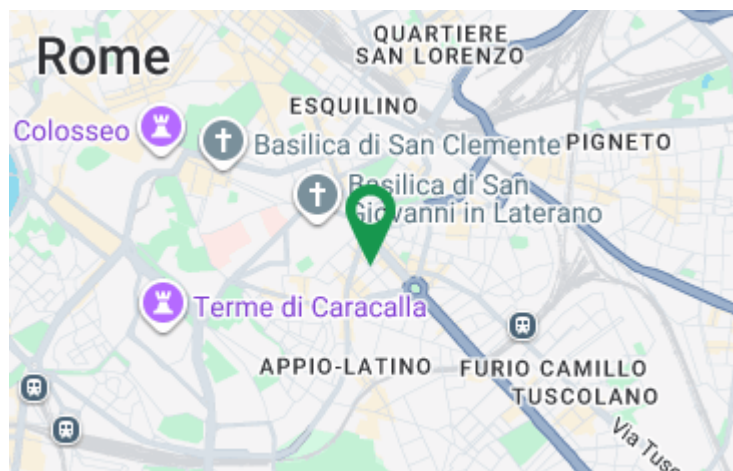 Rome
QUARTIERE
SAN LORENZO
ESQUILINO
Colosseo
Basilica di San Clemente
PIGNETO
Basilica di San
Giovanni in Laterano
Terme di Caracalla
APPIO-LATINO
FURIO CAMILLO
TUSCOLANO
Via Tusc